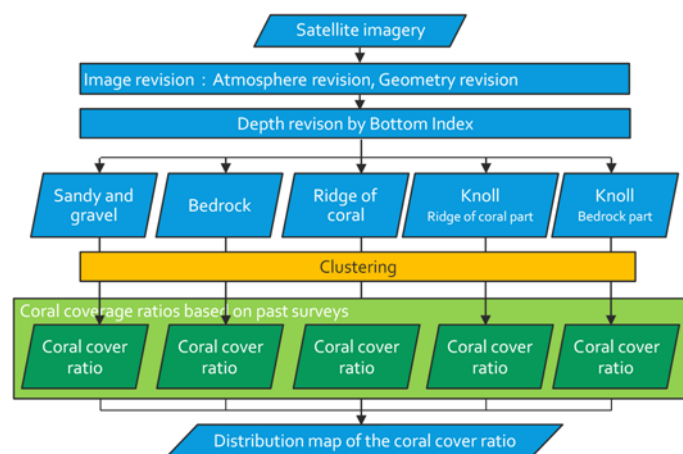 Satellite imagery
Image revision : Atmosphere revision, Geometry revision
Depth revison by Bottom Index
Sandy and
gravel
Bedrock
Ridge of
coral
Knoll
Ridge of coral part
Knoll
Bedrock part
Clustering
Coral coverage ratios based on past surveys
Coral cover
ratio
Coral cover
ratio
Coral cover
ratio
Coral cover
ratio
Coral cover
ratio
Distribution map of the coral cover ratio